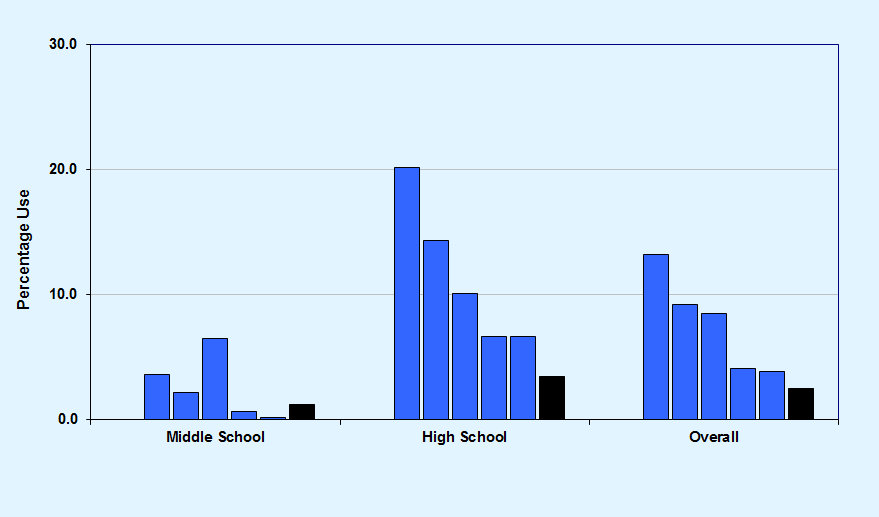 30.0
20.0
10.0
0.0
Percentage Use
Middle School
High School
Overall